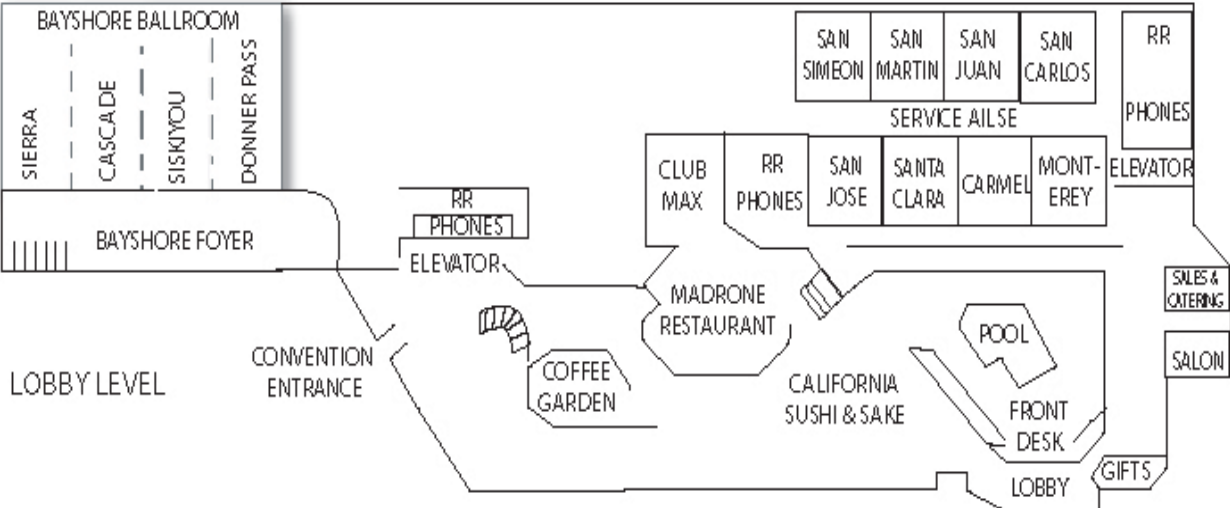 BAYSHORE BALLROOM
SIERRA
CASCADE
SISKIYOU
DONNER PASS
BAYSHORE FOYER
RR
PHONES
ELEVATOR
CONVENTION
ENTRANCE
LOBBY LEVEL
COFFEE
GARDEN
CLUB
MAX
RR
PHONES
MADRONE
RESTAURANT
SAN
SIMEON
SAN
MARTIN
SAN
JUAN
SAN
CARLOS
SERVICE AILSE
SAN
JOSE
SANTA
CLARA
CARMEL
MONT-
EREY
RR
PHONES
ELEVATOR
SALES &
CATERING
SALON
POOL
CALIFORNIA
SUSHI & SAKE
FRONT
DESK
LOBBY
GIFTS